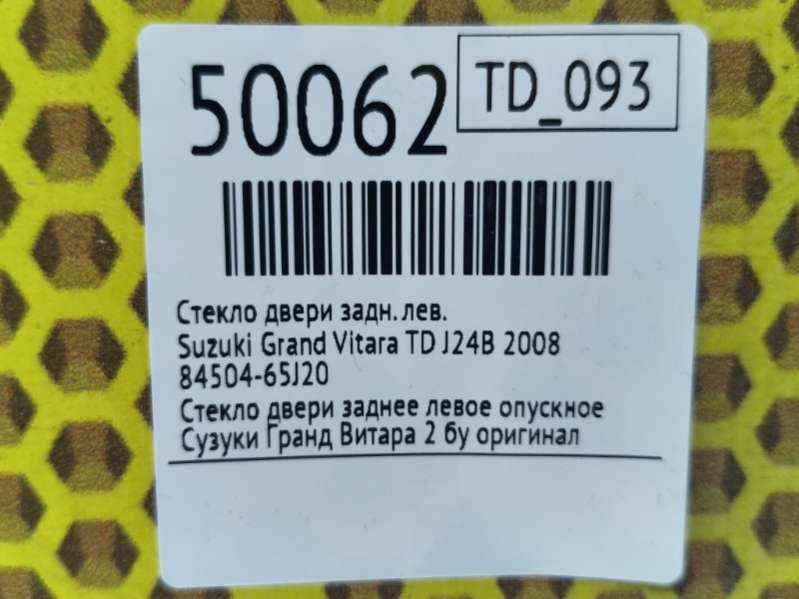 50062
TD_093
Стекло двери задн. лев.
Suzuki Grand Vitara TD J24B 2008
84504-65J20
Стекло двери заднее левое опускное
Сузуки Гранд Витара 2 бу оригинал